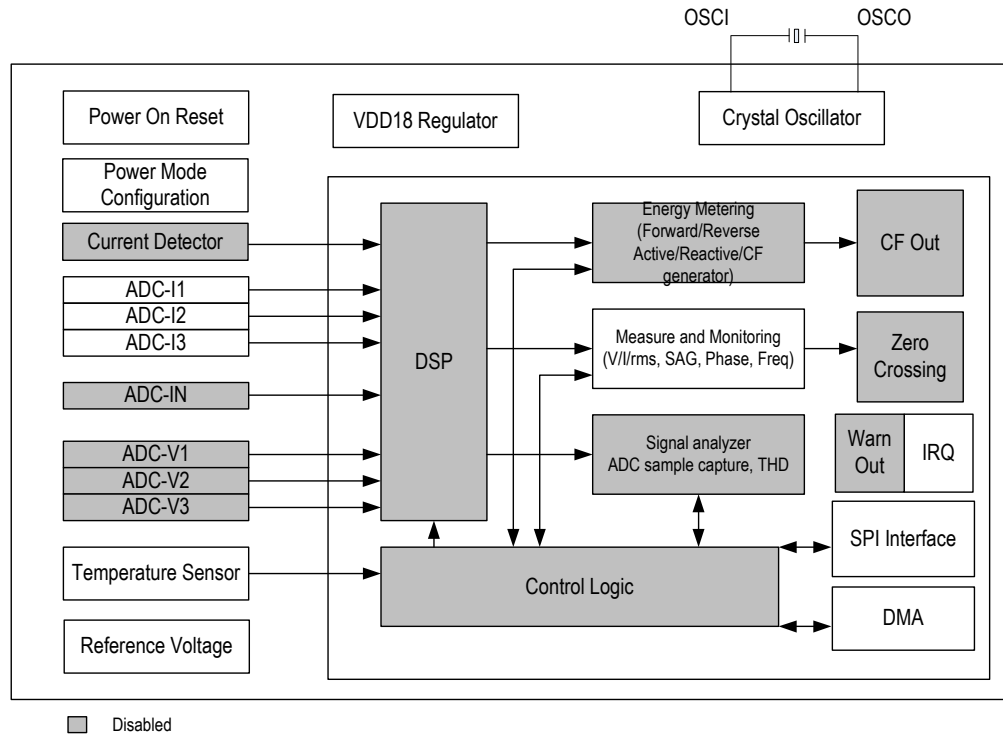 OSCI
OSCO
Power On Reset
VDD18 Regulator
Crystal Oscillator
Power Mode
Configuration
Current Detector
ADC-I1
ADC-I2
ADC-I3
ADC-IN
ADC-V1
ADC-V2
ADC-V3
Temperature Sensor
Reference Voltage
DSP
Energy Metering
(Forward/Reverse
Active/Reactive/CF
generator)
CF Out
Measure and Monitoring
(V/I/rms, SAG, Phase, Freq)
Zero
Crossing
Signal analyzer
ADC sample capture, THD
Warn
Out
IRQ
SPI Interface
Control Logic
DMA
Disabled